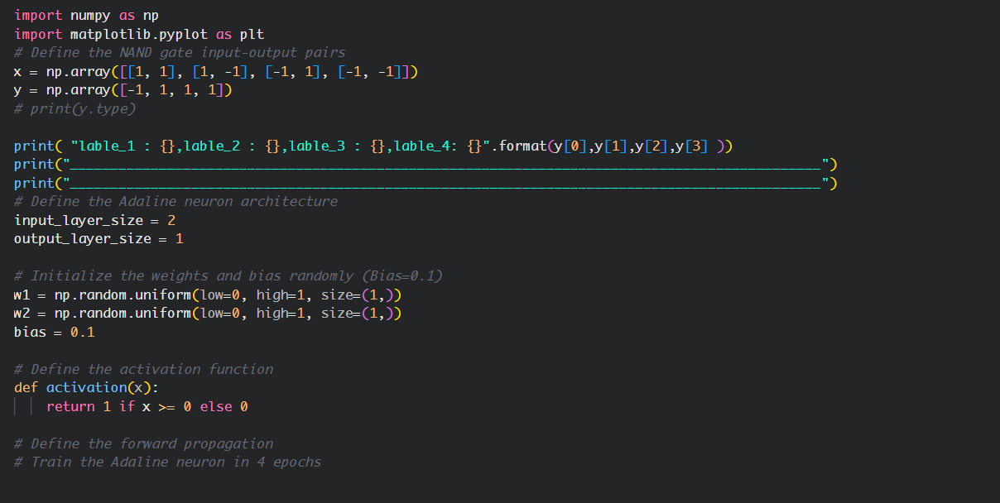 import numpy as np
import matplotlib.pyplot as plt
# Define the NAND gate input-output pairs
x = np.array([[1, 1], [1, -1], [-1, 1], [-1, -1]])
y = np.array([-1, 1, 1, 1])
# print(y.type)
print( "lable_1 : {},lable_2 : {},lable_3 : {},lable_4: {}".format(y[0],y[1],y[2],y[3] ))
print("_____________________________________________________________________________________________")
print("_____________________________________________________________________________________________")
# Define the Adaline neuron architecture
input_layer_size = 2
output_layer_size = 1
# Initialize the weights and bias randomly (Bias=0.1)
w1 = np.random.uniform(low=0, high=1, size=(1,))
w2 = np.random.uniform(low=0, high=1, size=(1,))
bias = 0.1
# Define the activation function
def activation(x):
    return 1 if x >= 0 else 0
# Define the forward propagation
# Train the Adaline neuron in 4 epochs